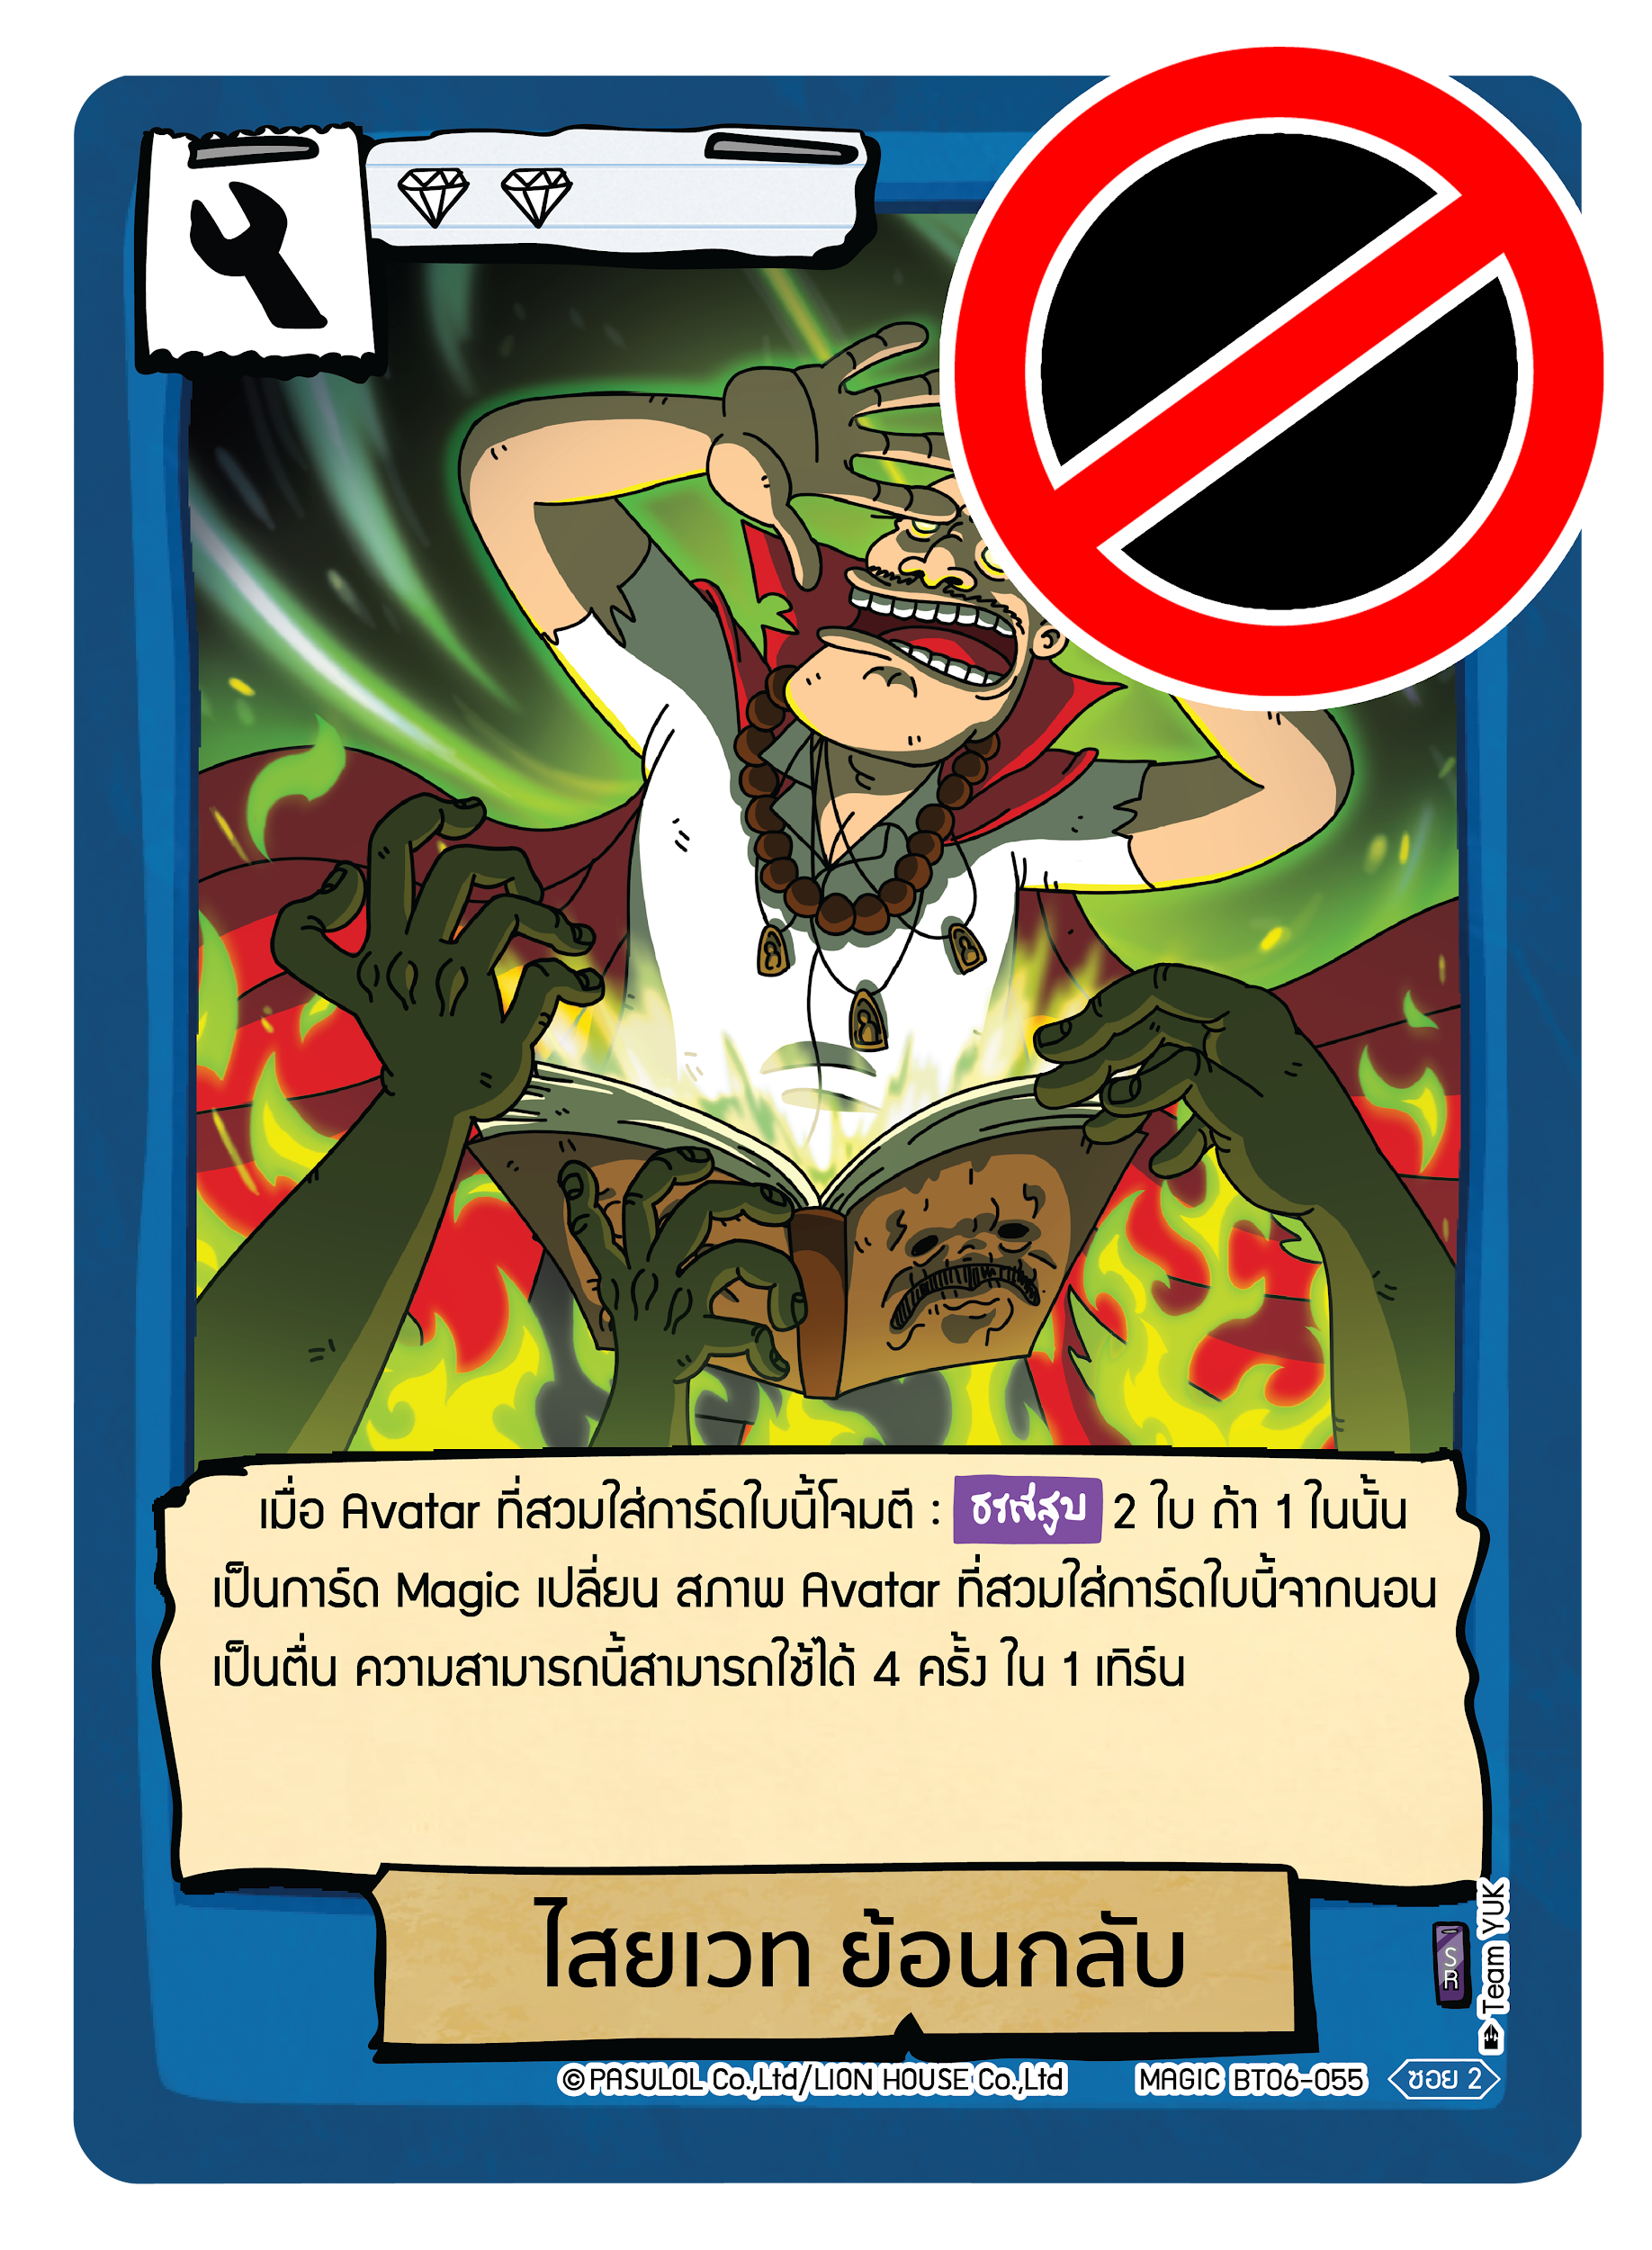 เมื่อ Avatar ที่สวมใส่การ์ดใบนี้โจมตี : ธรณีสูบ 2 ใบ ถ้า 1 ในนั้น
เป็นการ์ด Magic เปลี่ยน สภาพ Avatar ที่สวมใส่การ์ดใบนี้จากนอน
เป็นตื่น ความสามารถนี้สามารถใช้ได้ 4 ครั้ง ใน 1 เทิร์น
ไสยเวท ย้อนกลับ
SR
Team YUK
©PASULOL Co.,Ltd/LION HOUSE Co.,Ltd
MAGIC BT06-055
ซอย 2